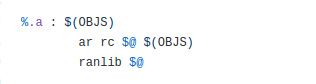 %.a : $(OBJS)
        ar rc $@ $(OBJS)
        ranlib $@